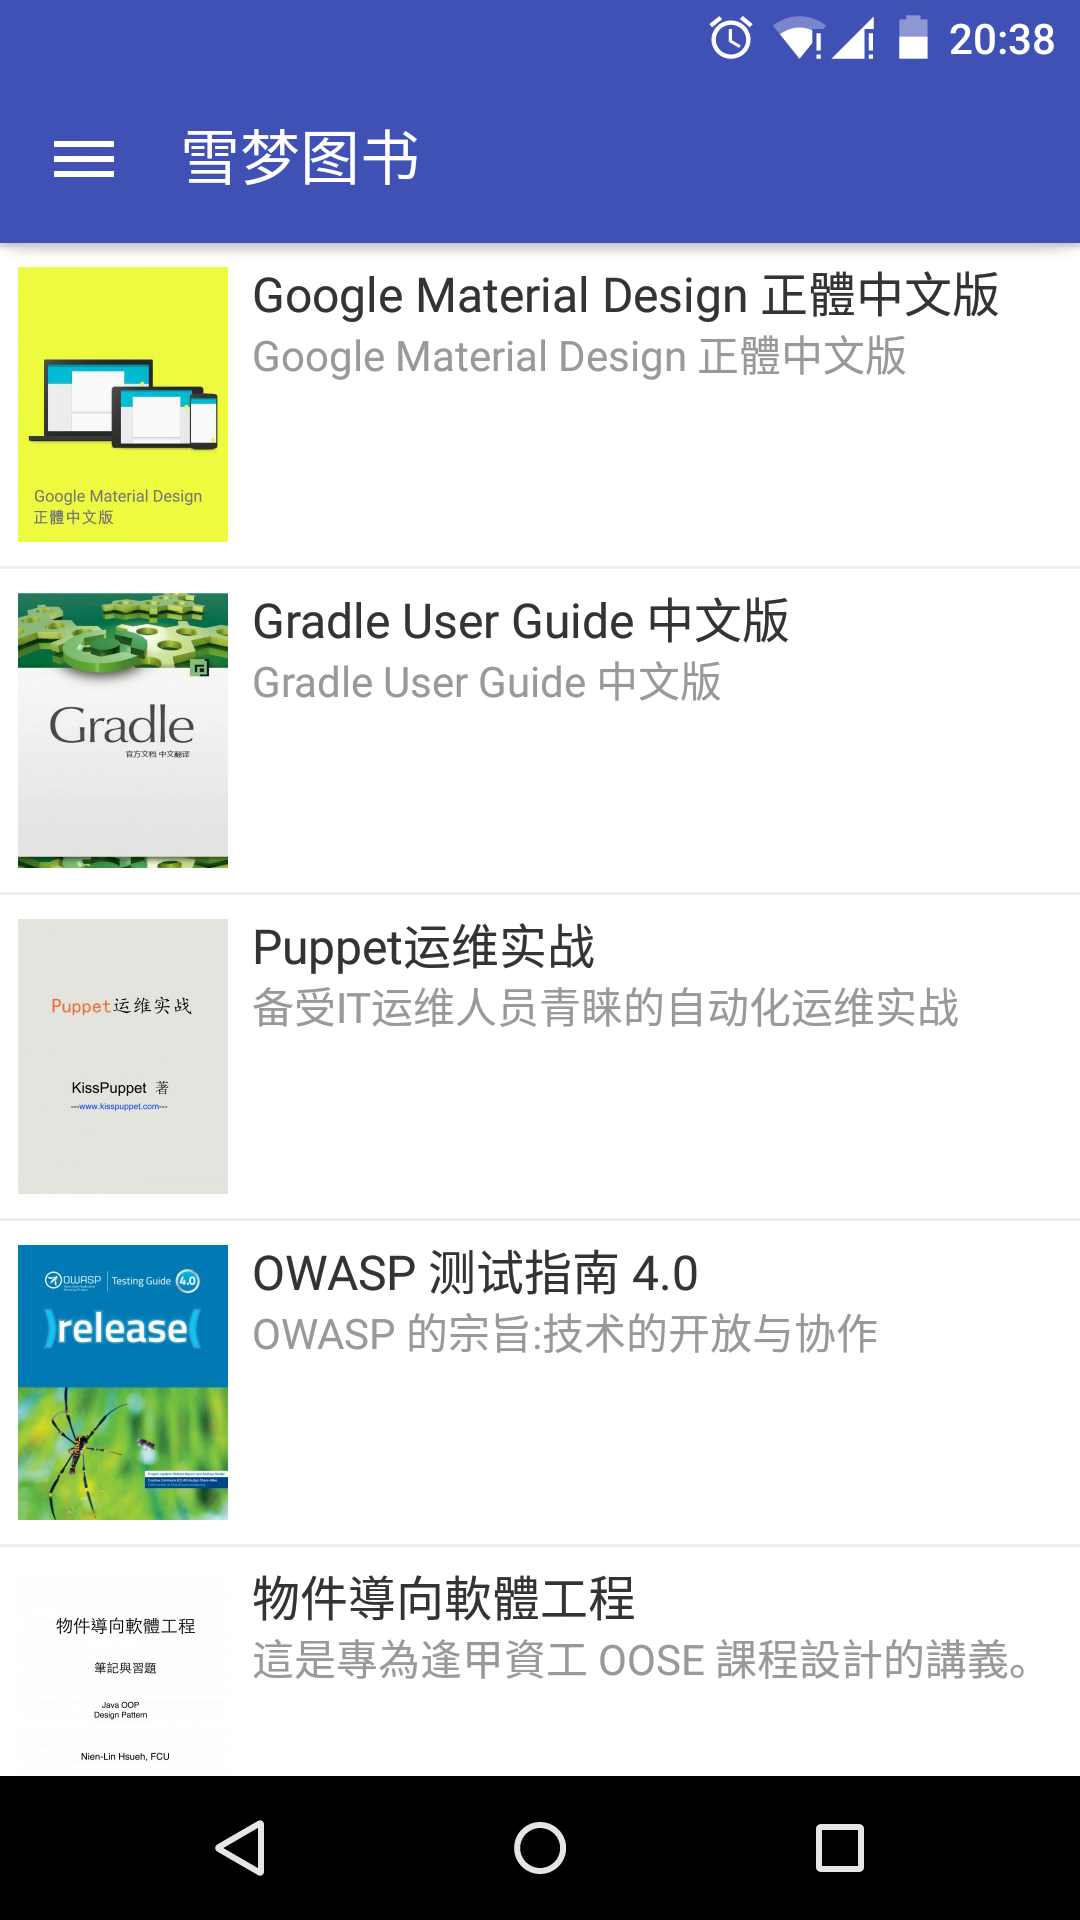 20:38
雪梦图书
Google Material Design 正體中文版
Google Material Design 正體中文版
Google Material Design
正體中文版
Gradle User Guide 中文版
Gradle User Guide 中文版
Gradle
官方文档 中文翻译
Puppet运维实战
备受IT运维人员青睐的自动化运维实战
Puppet运维实战
KissPuppet 著
---www.kisspuppet.com---
OWASP 测试指南 4.0
OWASP 的宗旨:技术的开放与协作
OWASP Testing Guide 4.0
release
物件導向軟體工程
這是專為逢甲資工 OOSE 課程設計的講義。
物件導向軟體工程
筆記與習題
Java OOP
Design Pattern
Nien-Lin Hsueh, FCU